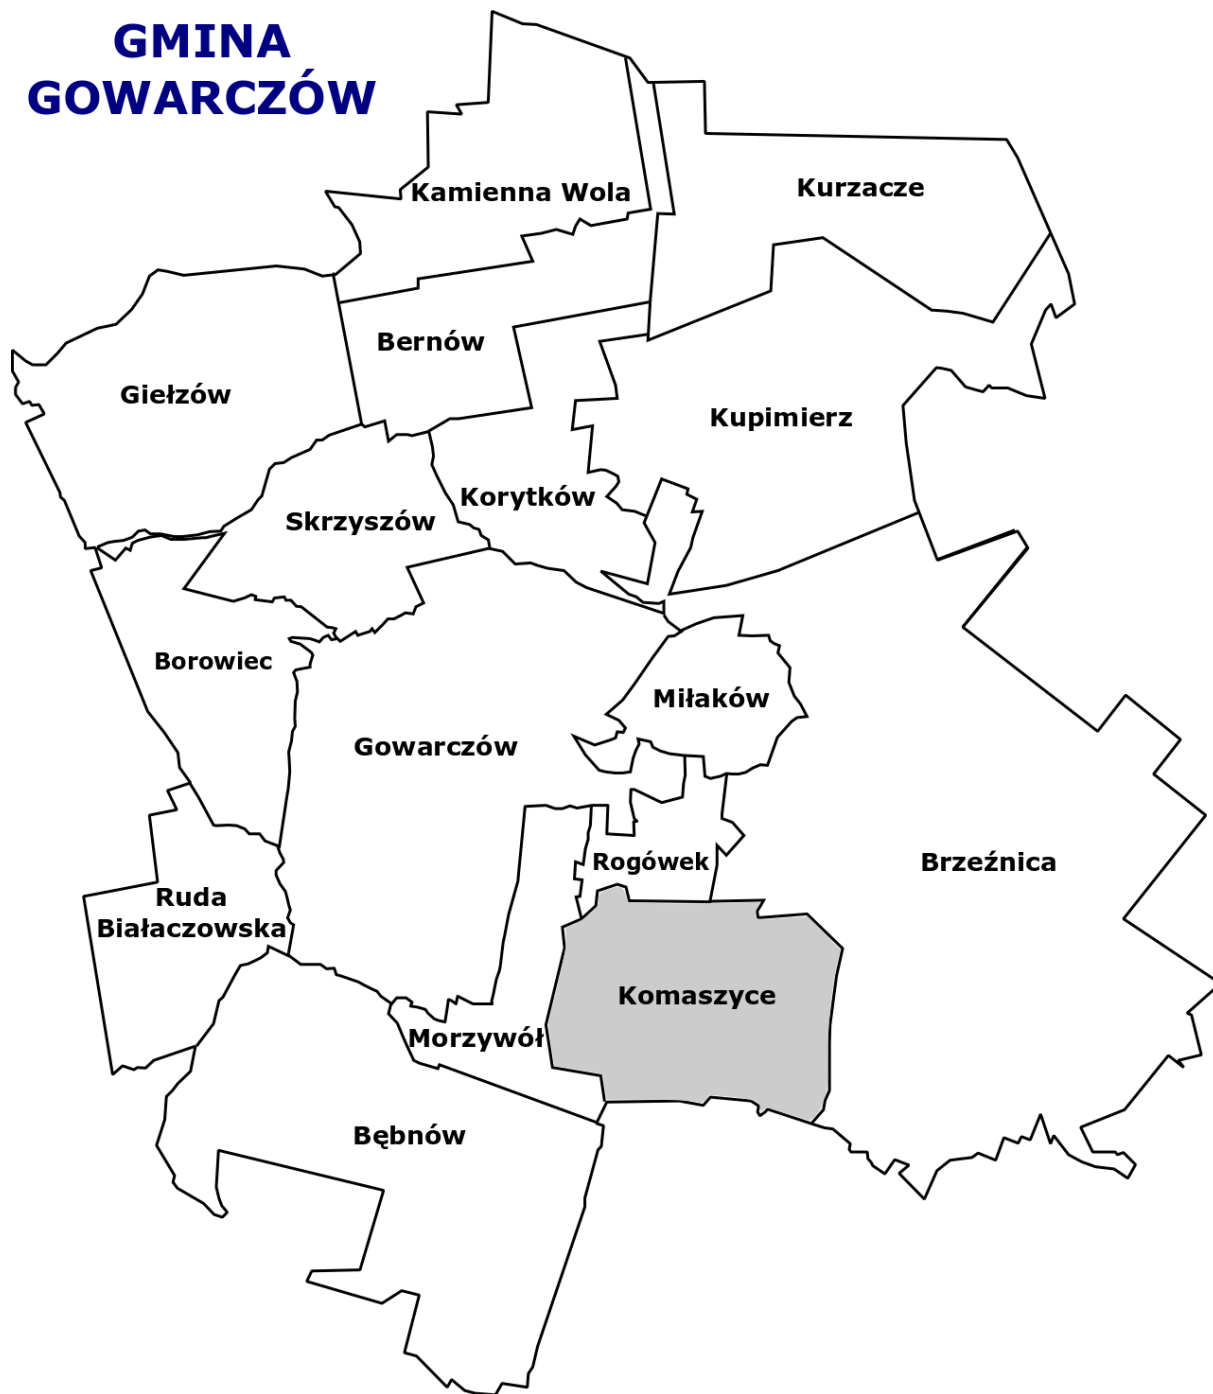 GMINA
GOWARCZÓW
Kamienna Wola
Kurzacze
Bernów
Giełzów
Kupimierz
Korytków
Skrzyszów
Borowiec
Miłaków
Gowarczów
Rogówek
Brzeźnica
Ruda
Białaczowska
Komaszyce
Morzywół
Bębnów